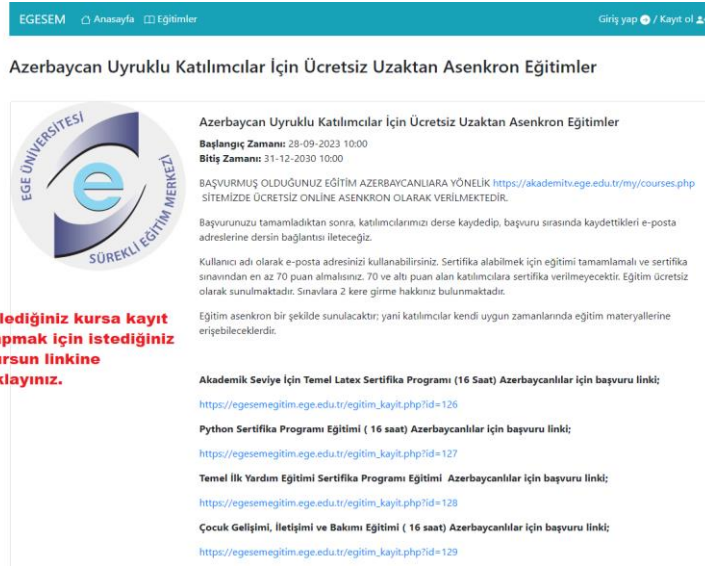 EGESEM Anasayfa Eğitimler Giriş yap / Kayıt ol
Azerbaycan Uyruklu Katılımcılar İçin Ücretsiz Uzaktan Asenkron Eğitimler
EGE ÜNİVERSİTESİ
SÜREKLİ EĞİTİM MERKEZİ
Azerbaycan Uyruklu Katılımcılar İçin Ücretsiz Uzaktan Asenkron Eğitimler
Başlangıç Zamanı: 28-09-2023 10:00
Bitiş Zamanı: 31-12-2030 10:00
BAŞVURMUŞ OLDUĞUNUZ EĞİTİM AZERBAYCANLIARA YÖNELİK https://akademitv.ege.edu.tr/my/courses.php
SİTEMİZDE ÜCRETSİZ ONLİNE ASENKRON OLARAK VERİLMEKTEDİR.
Başvurunuzu tamamladıktan sonra, katılımcılarımızı derse kaydedip, başvuru sırasında kaydettikleri e-posta
adreslerine dersin bağlantısı ileteceğiz.
Kullanıcı adı olarak e-posta adresinizi kullanabilirsiniz. Sertifika alabilmek için eğitimi tamamlamalı ve sertifika
sınavından en az 70 puan almalısınız. 70 ve altı puan alan katılımcılara sertifika verilmeyecektir. Eğitim ücretsiz
olarak sunulmaktadır. Sınavlara 2 kere girme hakkınız bulunmaktadır.
Eğitim asenkron bir şekilde sunulacaktır; yani katılımcılar kendi uygun zamanlarında eğitim materyallerine
erişebileceklerdir.
lediğiniz kursa kayıt
pmak için istediğiniz
ursun linkine
klayınız.
Akademik Seviye İçin Temel Latex Sertifika Programı (16 Saat) Azerbaycanlılar için başvuru linki;
https://egesemegitim.ege.edu.tr/egitim_kayit.php?id=126
Python Sertifika Programı Eğitimi ( 16 saat) Azerbaycanlılar için başvuru linki;
https://egesemegitim.ege.edu.tr/egitim_kayit.php?id=127
Temel İlk Yardım Eğitimi Sertifika Programı Eğitimi Azerbaycanlılar için başvuru linki;
https://egesemegitim.ege.edu.tr/egitim_kayit.php?id=128
Çocuk Gelişimi, İletişimi ve Bakımı Eğitimi ( 16 saat) Azerbaycanlılar için başvuru linki;
https://egesemegitim.ege.edu.tr/egitim_kayit.php?id=129